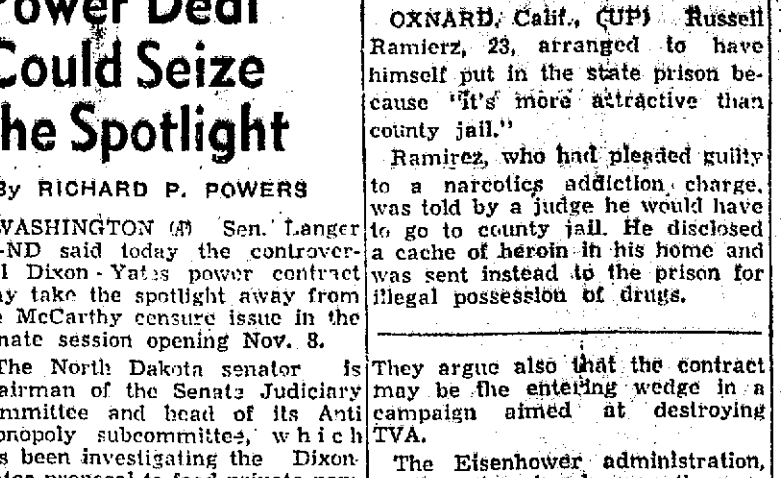 Power Deal
Could Seize
the Spotlight
By RICHARD P. POWERS
WASHINGTON (AP) Sen. Langer
-ND said today the controver-
l Dixon-Yates power contract
ay take the spotlight away from
e McCarthy censure issue in the
nate session opening Nov. 8.
The North Dakota senator is
airman of the Senate Judiciary
mmittee and head of its Anti
onopoly subcommittee, which
s been investigating the Dixon-
OXNARD, Calif., (UP) Russell
Ramierz, 23, arranged to have
himself put in the state prison be-
cause "it's more attractive than
county jail."
Ramirez, who had pleaded guilty
to a narcotics addiction charge,
was told by a judge he would have
to go to county jail. He disclosed
a cache of heroin in his home and
was sent instead to the prison for
illegal possession of drugs.
They argue also that the contract
may be the entering wedge in a
campaign aimed at destroying
TVA.
The Eisenhower administration,